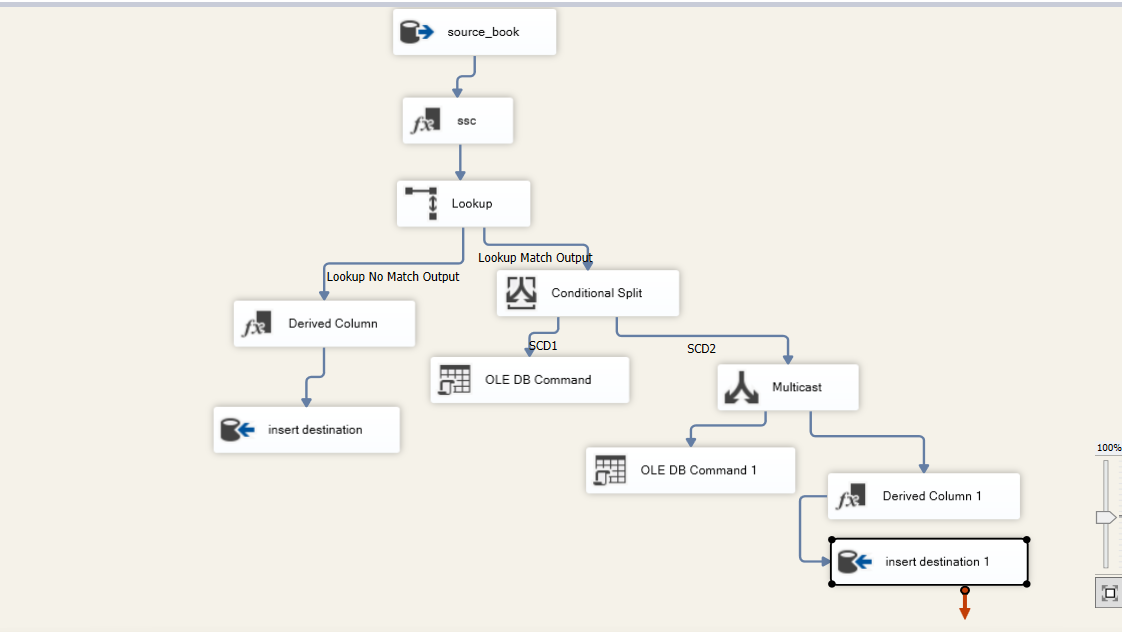 source_book
ssc
Lookup
Lookup No Match Output
Lookup Match Output
Conditional Split
Derived Column
SCD1
SCD2
OLE DB Command
Multicast
insert destination
100%
OLE DB Command 1
Derived Column 1
insert destination 1